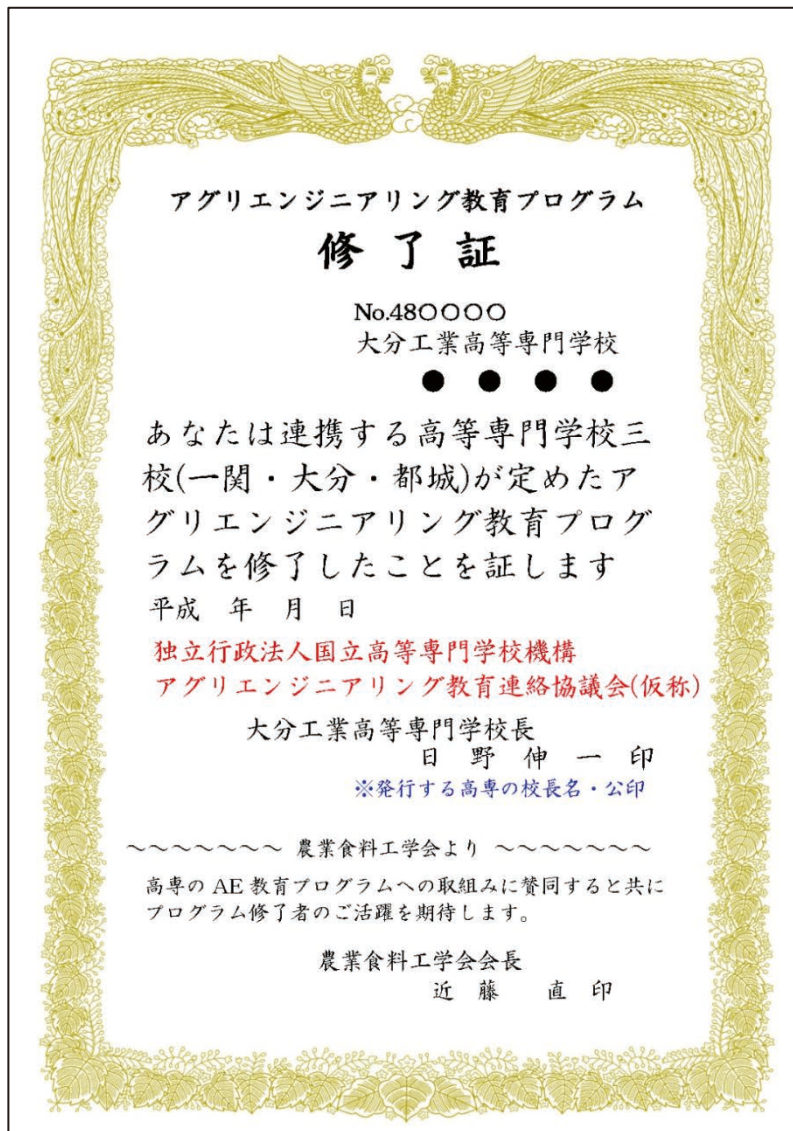 アグリエンジニアリング教育プログラム
修了証
No.48〇〇〇〇
大分工業高等専門学校
● ● ● ●
あなたは連携する高等専門学校三
校(一関・大分・都城)が定めたア
グリエンジニアリング教育プログ
ラムを修了したことを証します
平成 年 月 日
独立行政法人国立高等専門学校機構
アグリエンジニアリング教育連絡協議会(仮称)
大分工業高等専門学校長
日 野 伸 一 印
※発行する高専の校長名・公印
～～～～～～～ 農業食料工学会より ～～～～～～～
高専の AE 教育プログラムへの取組みに賛同すると共に
プログラム修了者のご活躍を期待します。
農業食料工学会会長
近 藤 直 印